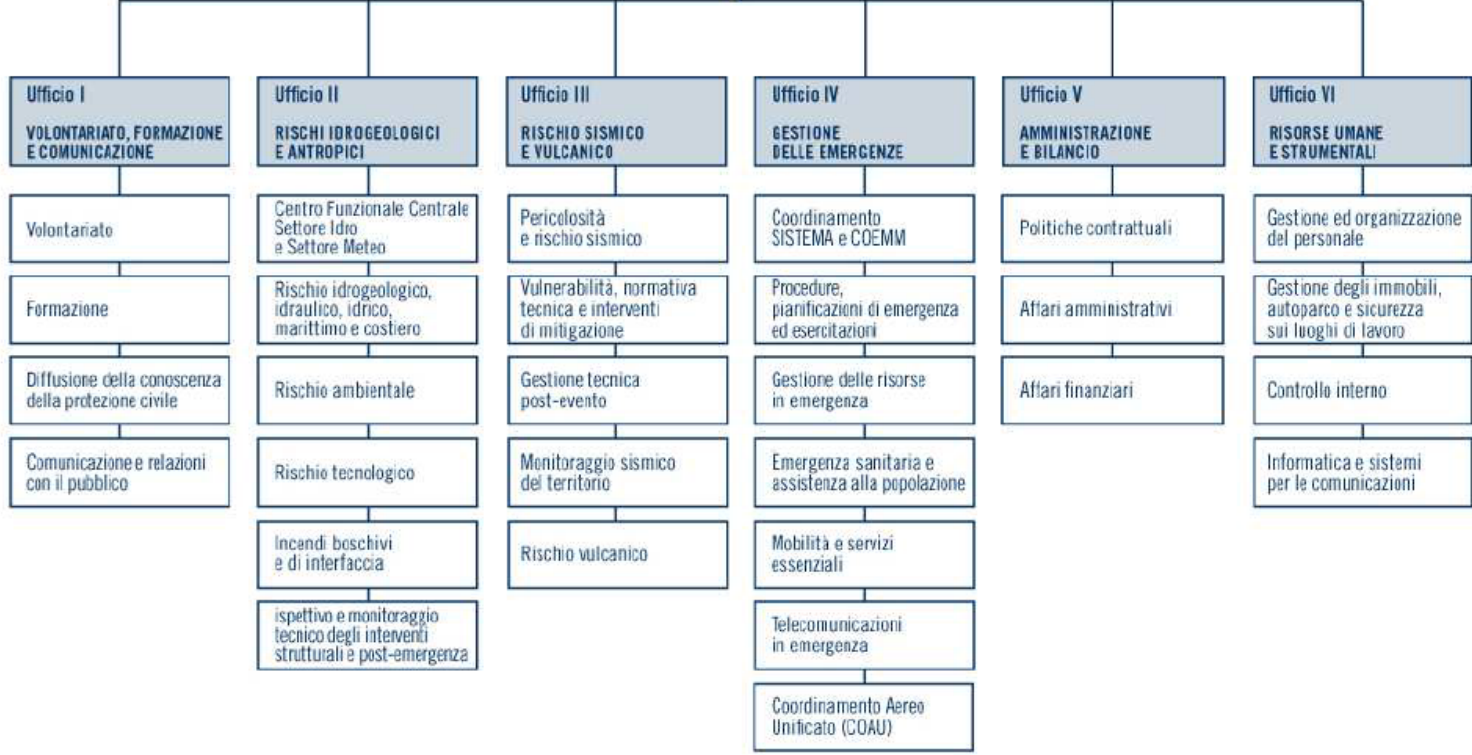 Ufficio I
VOLONTARIATO, FORMAZIONE
E COMUNICAZIONE
Volontariato
Formazione
Diffusione della conoscenza
della protezione civile
Comunicazione e relazioni
con il pubblico
Ufficio II
RISCHI IDROGEOLOGICI
E ANTROPICI
Centro Funzionale Centrale
Settore Idro
e Settore Meteo
Rischio idrogeologico,
idraulico, idrico,
marittimo e costiero
Rischio ambientale
Rischio tecnologico
Incendi boschivi
e di interfaccia
ispettivo e monitoraggio
tecnico degli interventi
strutturali e post-emergenza
Ufficio III
RISCHIO SISMICO
E VULCANICO
Pericolosità
e rischio sismico
Vulnerabilità, normativa
tecnica e interventi
di mitigazione
Gestione tecnica
post-evento
Monitoraggio sismico
del territorio
Rischio vulcanico
Ufficio IV
GESTIONE
DELLE EMERGENZE
Coordinamento
SISTEMA e COEMM
Procedure,
pianificazioni di emergenza
ed esercitazioni
Gestione delle risorse
in emergenza
Emergenza sanitaria e
assistenza alla popolazione
Mobilità e servizi
essenziali
Telecomunicazioni
in emergenza
Coordinamento Aereo
Unificato (COAU)
Ufficio V
AMMINISTRAZIONE
E BILANCIO
Politiche contrattuali
Affari amministrativi
Affari finanziari
Ufficio VI
RISORSE UMANE
E STRUMENTALI
Gestione ed organizzazione
del personale
Gestione degli immobili,
autoparco e sicurezza
sui luoghi di lavoro
Controllo interno
Informatica e sistemi
per le comunicazioni